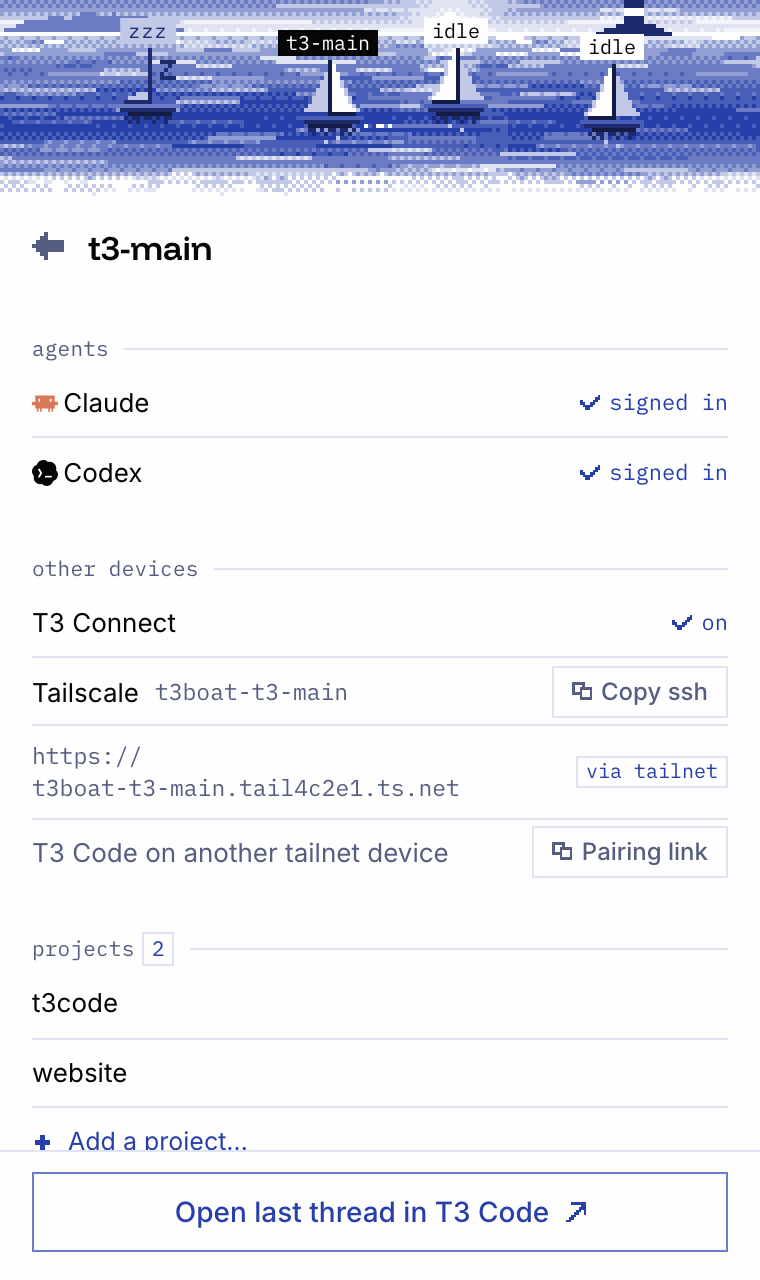 zzz
t3-main
idle
idle
t3-main
agents
Claude
signed in
Codex
signed in
other devices
T3 Connect
on
Tailscale t3boat-t3-main
Copy ssh
https://
t3boat-t3-main.tail4c2e1.ts.net
via tailnet
T3 Code on another tailnet device
Pairing link
projects 2
t3code
website
Add a project...
Open last thread in T3 Code